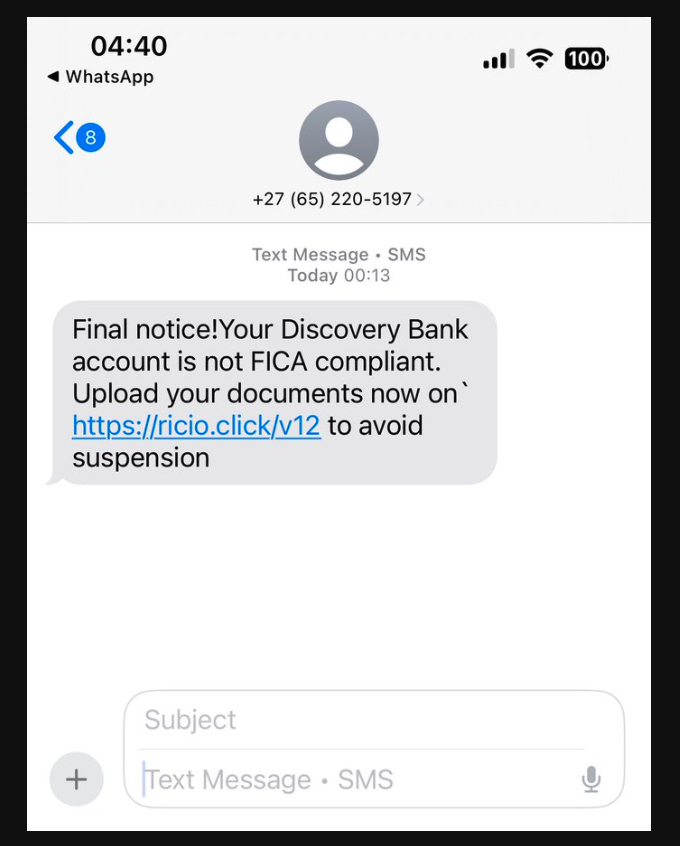 04:40
◀ WhatsApp
100
8
+27 (65) 220-5197
Text Message • SMS
Today 00:13
Final notice!Your Discovery Bank
account is not FICA compliant.
Upload your documents now on`
https://ricio.click/v12 to avoid
suspension
Subject
Text Message • SMS